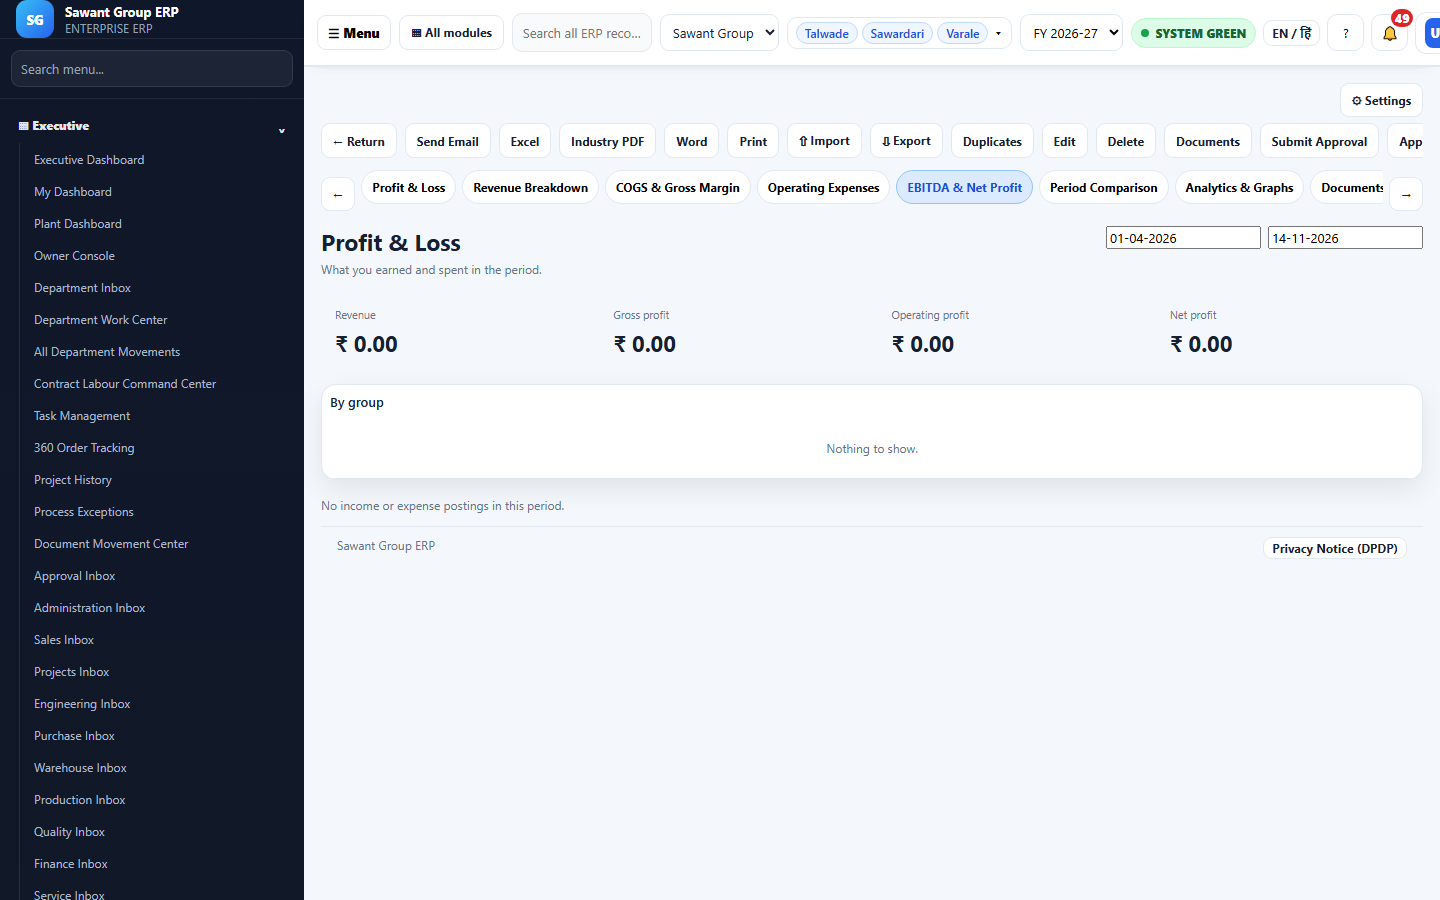 SG
Sawant Group ERP
ENTERPRISE ERP
Search menu...
Executive
Executive Dashboard
My Dashboard
Plant Dashboard
Owner Console
Department Inbox
Department Work Center
All Department Movements
Contract Labour Command Center
Task Management
360 Order Tracking
Project History
Process Exceptions
Document Movement Center
Approval Inbox
Administration Inbox
Sales Inbox
Projects Inbox
Engineering Inbox
Purchase Inbox
Warehouse Inbox
Production Inbox
Quality Inbox
Finance Inbox
Service Inbox
☰ Menu
All modules
Search all ERP reco...
Sawant Group
Talwade Sawardari Varale
FY 2026-27
SYSTEM GREEN
EN / हिं
?
49
U
⚙ Settings
← Return
Send Email
Excel
Industry PDF
Word
Print
⇧ Import
⇩ Export
Duplicates
Edit
Delete
Documents
Submit Approval
App
←
Profit & Loss
Revenue Breakdown
COGS & Gross Margin
Operating Expenses
EBITDA & Net Profit
Period Comparison
Analytics & Graphs
Documents
→
Profit & Loss
01-04-2026
14-11-2026
What you earned and spent in the period.
Revenue
₹ 0.00
Gross profit
₹ 0.00
Operating profit
₹ 0.00
Net profit
₹ 0.00
By group
Nothing to show.
No income or expense postings in this period.
Sawant Group ERP
Privacy Notice (DPDP)